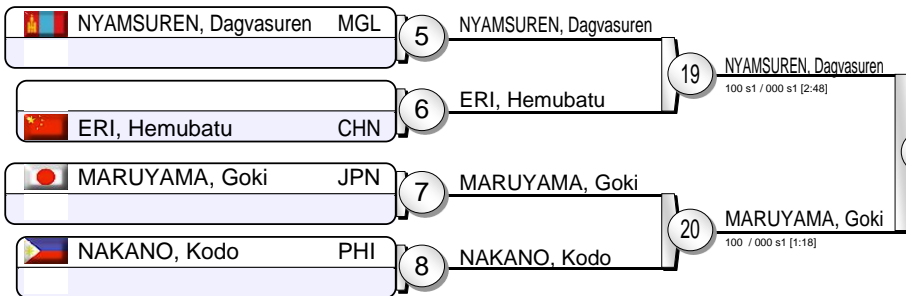 NYAMSUREN, Dagvasuren MGL
5
NYAMSUREN, Dagvasuren
19
NYAMSUREN, Dagvasuren
100 s1 / 000 s1 [2:48]
6
ERI, Hemubatu
ERI, Hemubatu CHN
MARUYAMA, Goki JPN
7
MARUYAMA, Goki
20
MARUYAMA, Goki
100 / 000 s1 [1:18]
NAKANO, Kodo PHI
8
NAKANO, Kodo